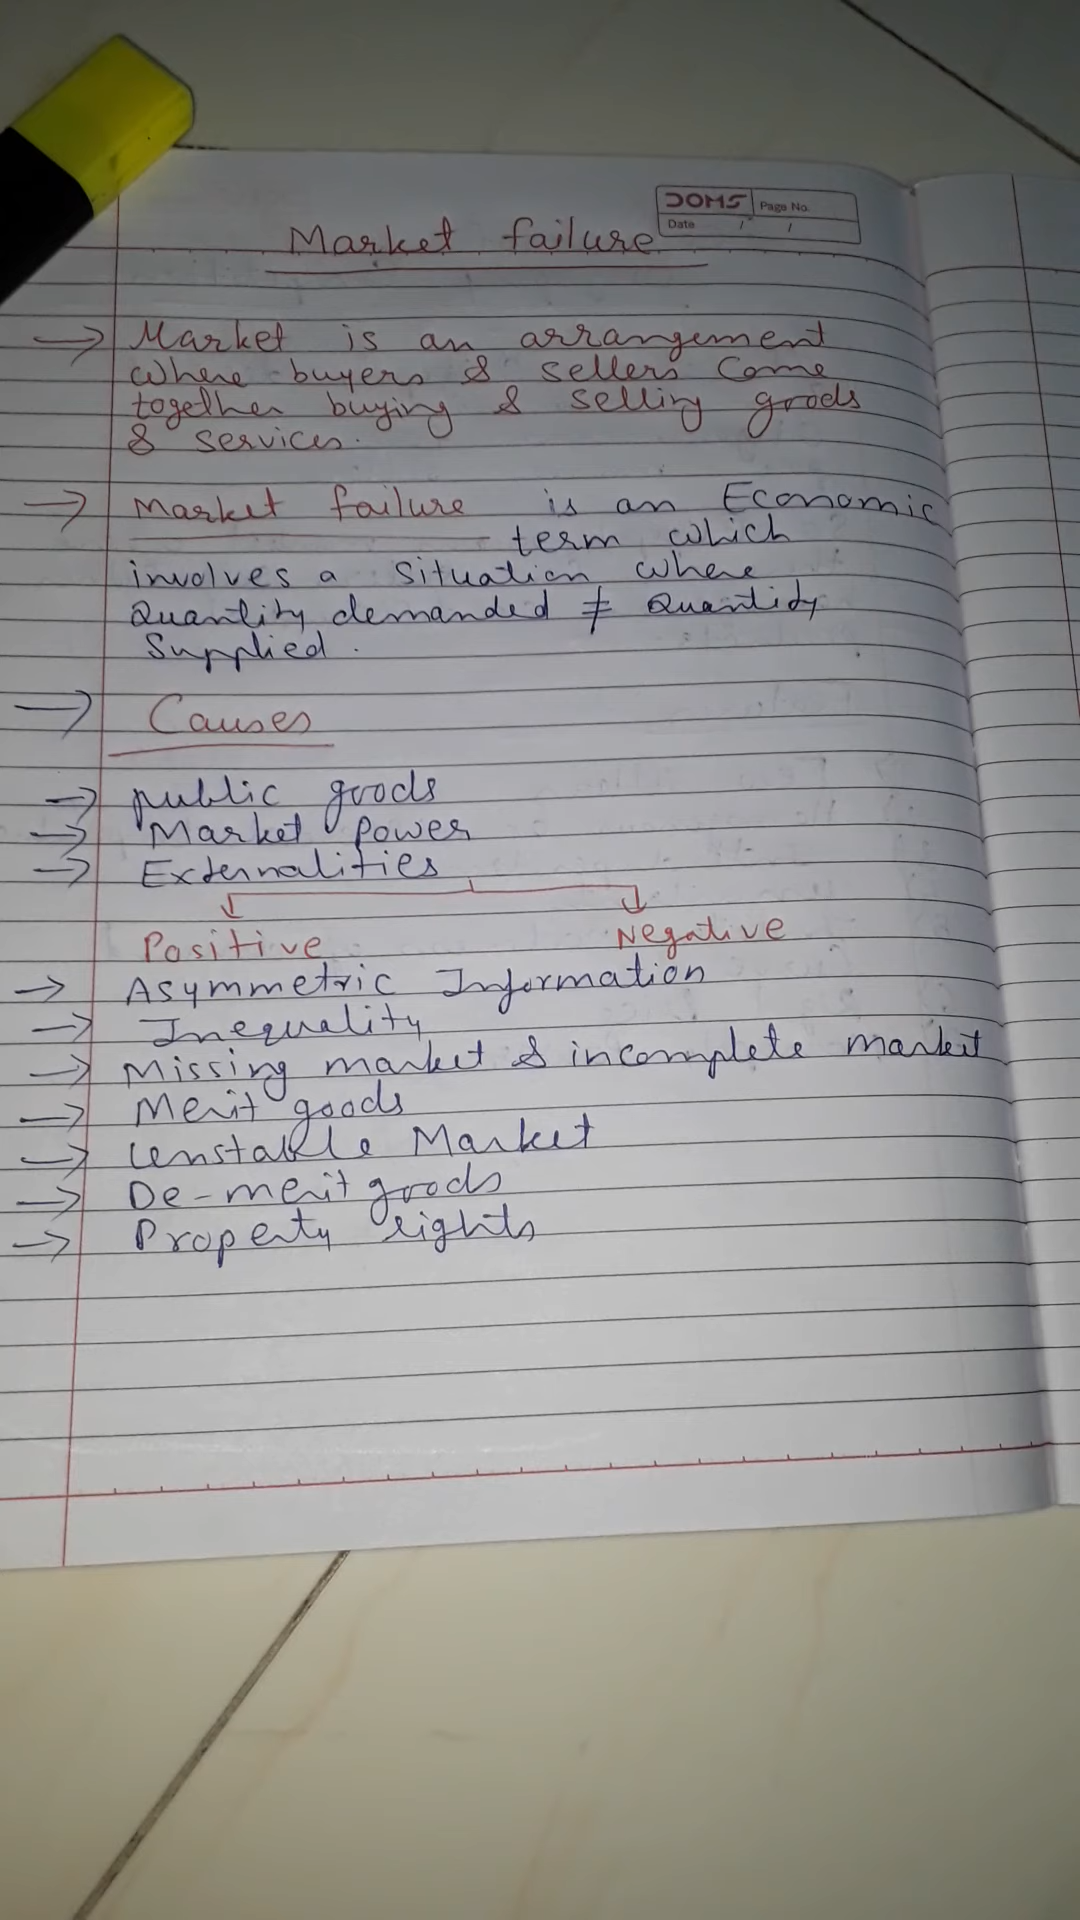 DOMS Page No.
Date / /
Market failure
→ Market is an arrangement
where buyers & sellers come
together buying & selling goods
& services.
→ Market failure is an Economic
term which
involves a situation where
Quantity demanded ≠ Quantity
Supplied.
→ Causes
→ public goods
→ Market Power
→ Externalities
Positive Negative
→ Asymmetric Information
→ Inequality
→ Missing market & incomplete market
→ Merit goods
→ Unstable Market
→ De-merit goods
→ Property rights